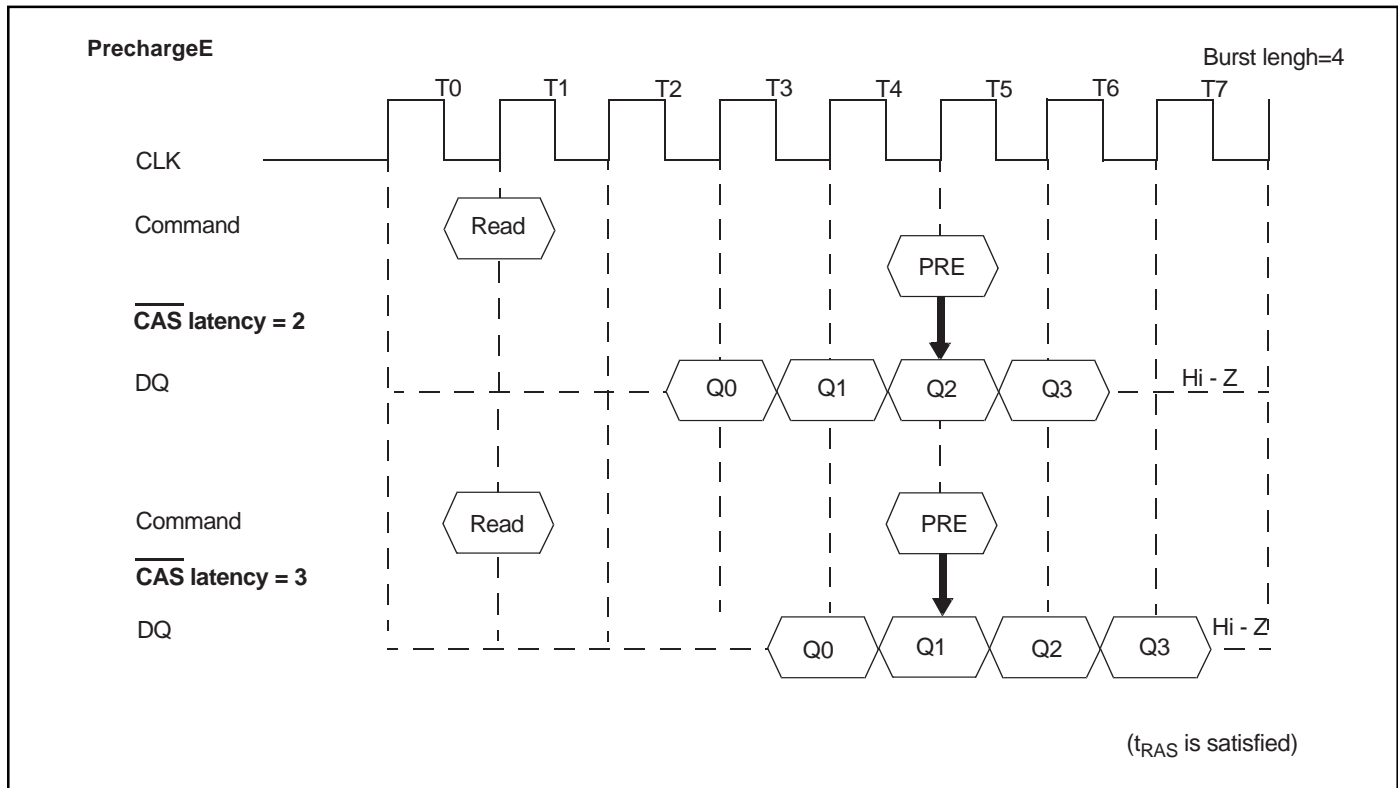 PrechargeE
Burst lengh=4
T0 T1 T2 T3 T4 T5 T6 T7
CLK
Command Read
PRE
CAS latency = 2
DQ Q0 Q1 Q2 Q3 Hi - Z
Command Read PRE
CAS latency = 3
DQ Q0 Q1 Q2 Q3 Hi - Z
(tRAS is satisfied)